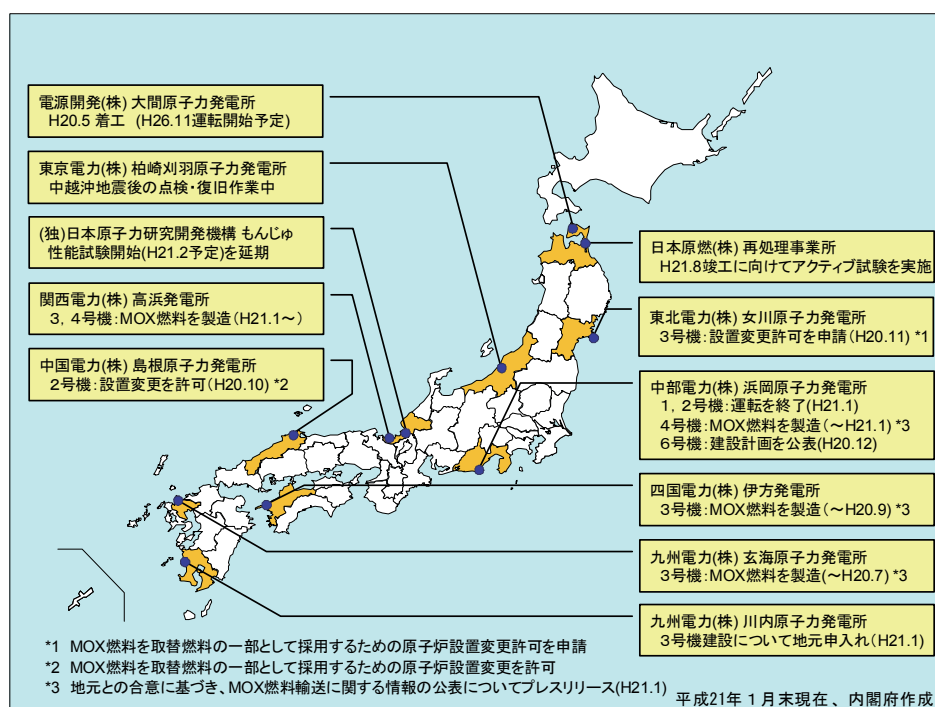 電源開発(株) 大間原子力発電所
H20.5 着工 (H26.11運転開始予定)
東京電力(株) 柏崎刈羽原子力発電所
中越沖地震後の点検・復旧作業中
(独)日本原子力研究開発機構 もんじゅ
性能試験開始(H21.2予定)を延期
関西電力(株) 高浜発電所
3,4号機:MOX燃料を製造(H21.1～)
中国電力(株) 島根原子力発電所
2号機:設置変更を許可(H20.10) *2
日本原燃(株) 再処理事業所
H21.8竣工に向けてアクティブ試験を実施
東北電力(株) 女川原子力発電所
3号機:設置変更許可を申請(H20.11) *1
中部電力(株) 浜岡原子力発電所
1,2号機:運転を終了(H21.1)
4号機:MOX燃料を製造(～H21.1) *3
6号機:建設計画を公表(H20.12)
四国電力(株) 伊方発電所
3号機:MOX燃料を製造(～H20.9) *3
九州電力(株) 玄海原子力発電所
3号機:MOX燃料を製造(～H20.7) *3
九州電力(株) 川内原子力発電所
3号機建設について地元申入れ(H21.1)
*1 MOX燃料を取替燃料の一部として採用するための原子炉設置変更許可を申請
*2 MOX燃料を取替燃料の一部として採用するための原子炉設置変更を許可
*3 地元との合意に基づき、MOX燃料輸送に関する情報の公表についてプレスリリース(H21.1)
平成21年1月末現在、内閣府作成